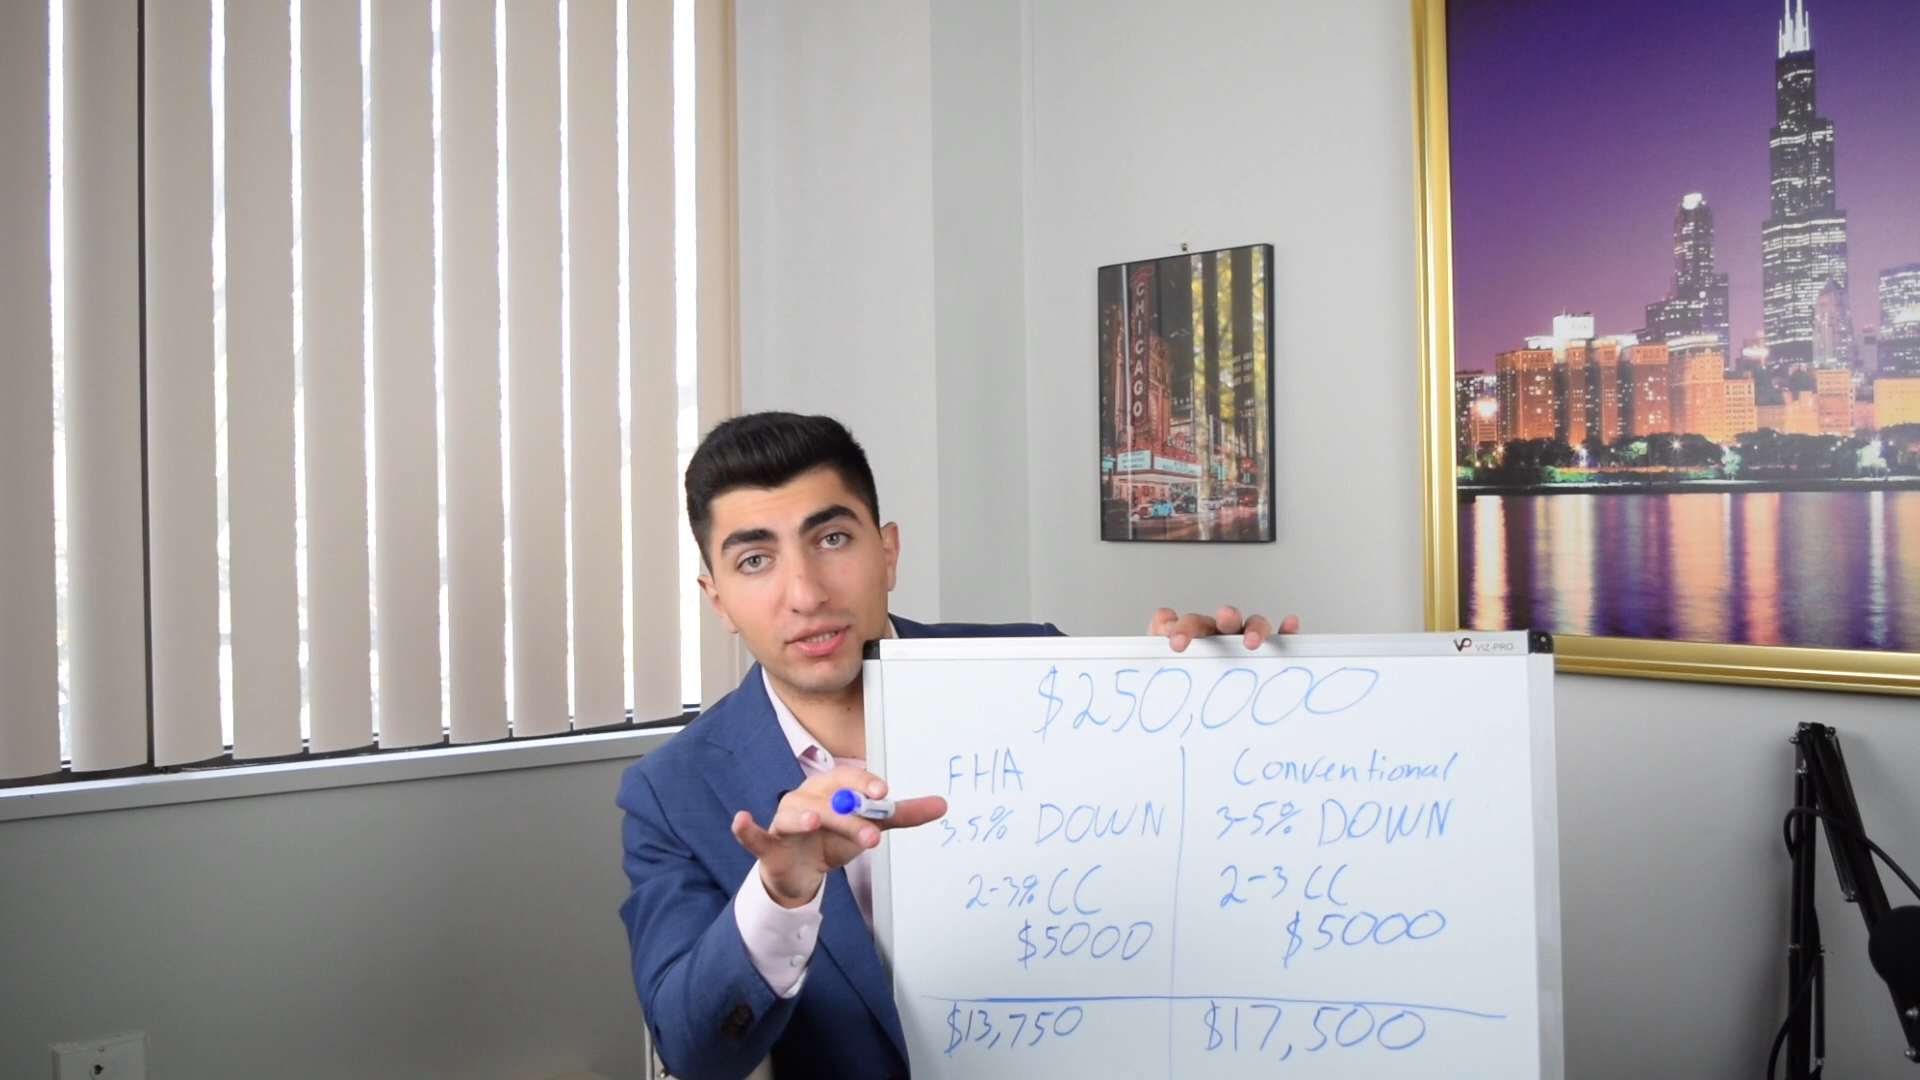 CHICAGO
VIZ-PRO
$250,000
FHA
3.5% DOWN
2-3% CC
$5000
$13,750
Conventional
3-5% DOWN
2-3 CC
$5000
$17,500